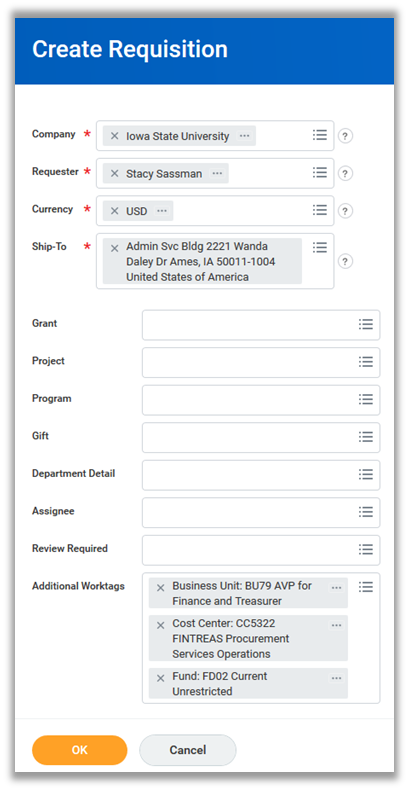 Create Requisition
Company * × Iowa State University ··· ?
Requester * × Stacy Sassman ··· ?
Currency * × USD ··· ?
Ship-To * × Admin Svc Bldg 2221 Wanda
Daley Dr Ames, IA 50011-1004
United States of America
?
Grant
Project
Program
Gift
Department Detail
Assignee
Review Required
Additional Worktags × Business Unit: BU79 AVP for ···
Finance and Treasurer
× Cost Center: CC5322 ···
FINTREAS Procurement
Services Operations
× Fund: FD02 Current ···
Unrestricted
OK Cancel